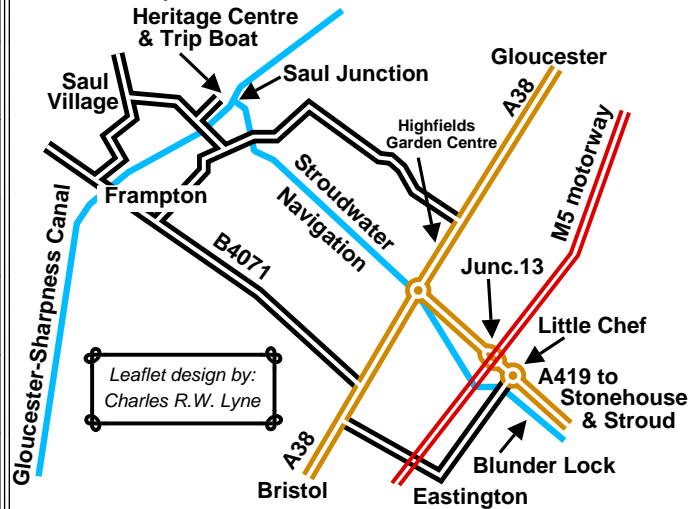 Heritage Centre
& Trip Boat
Gloucester
Saul
Village
Saul Junction
A38
Highfields
Garden Centre
M5 motorway
Stroudwater
Navigation
Frampton
Gloucester-Sharpness Canal
B4071
Junc.13
Little Chef
Leaflet design by:
Charles R.W. Lyne
A419 to
Stonehouse
& Stroud
A38
Blunder Lock
Bristol
Eastington